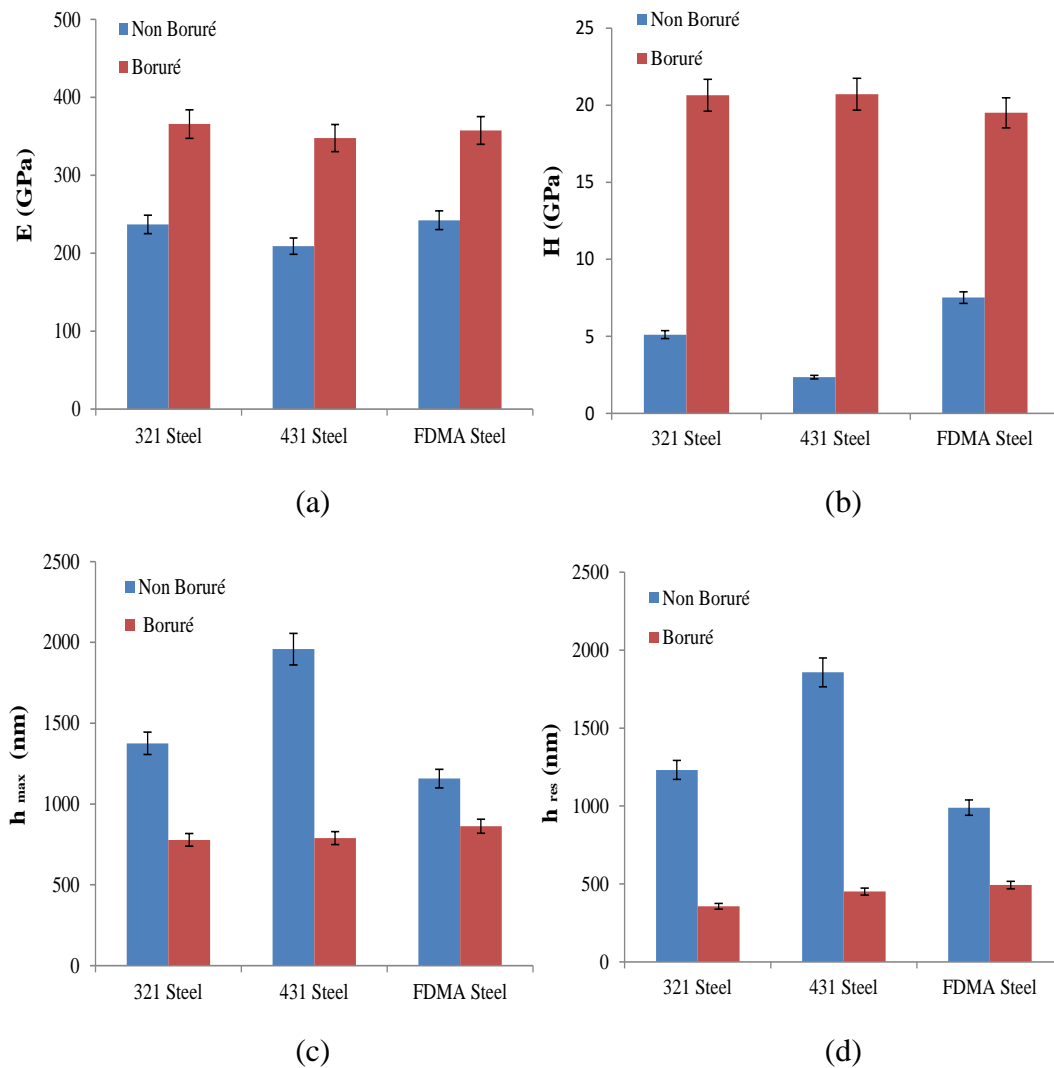 500
400
300
200
100
0
E (GPa)
Non Boruré
Boruré
321 Steel
431 Steel
FDMA Steel
(a)
25
20
15
10
5
0
H (GPa)
Non Boruré
Boruré
321 Steel
431 Steel
FDMA Steel
(b)
2500
2000
1500
1000
500
0
h max (nm)
Non Boruré
Boruré
321 Steel
431 Steel
FDMA Steel
(c)
2500
2000
1500
1000
500
0
h res (nm)
Non Boruré
Boruré
321 Steel
431 Steel
FDMA Steel
(d)